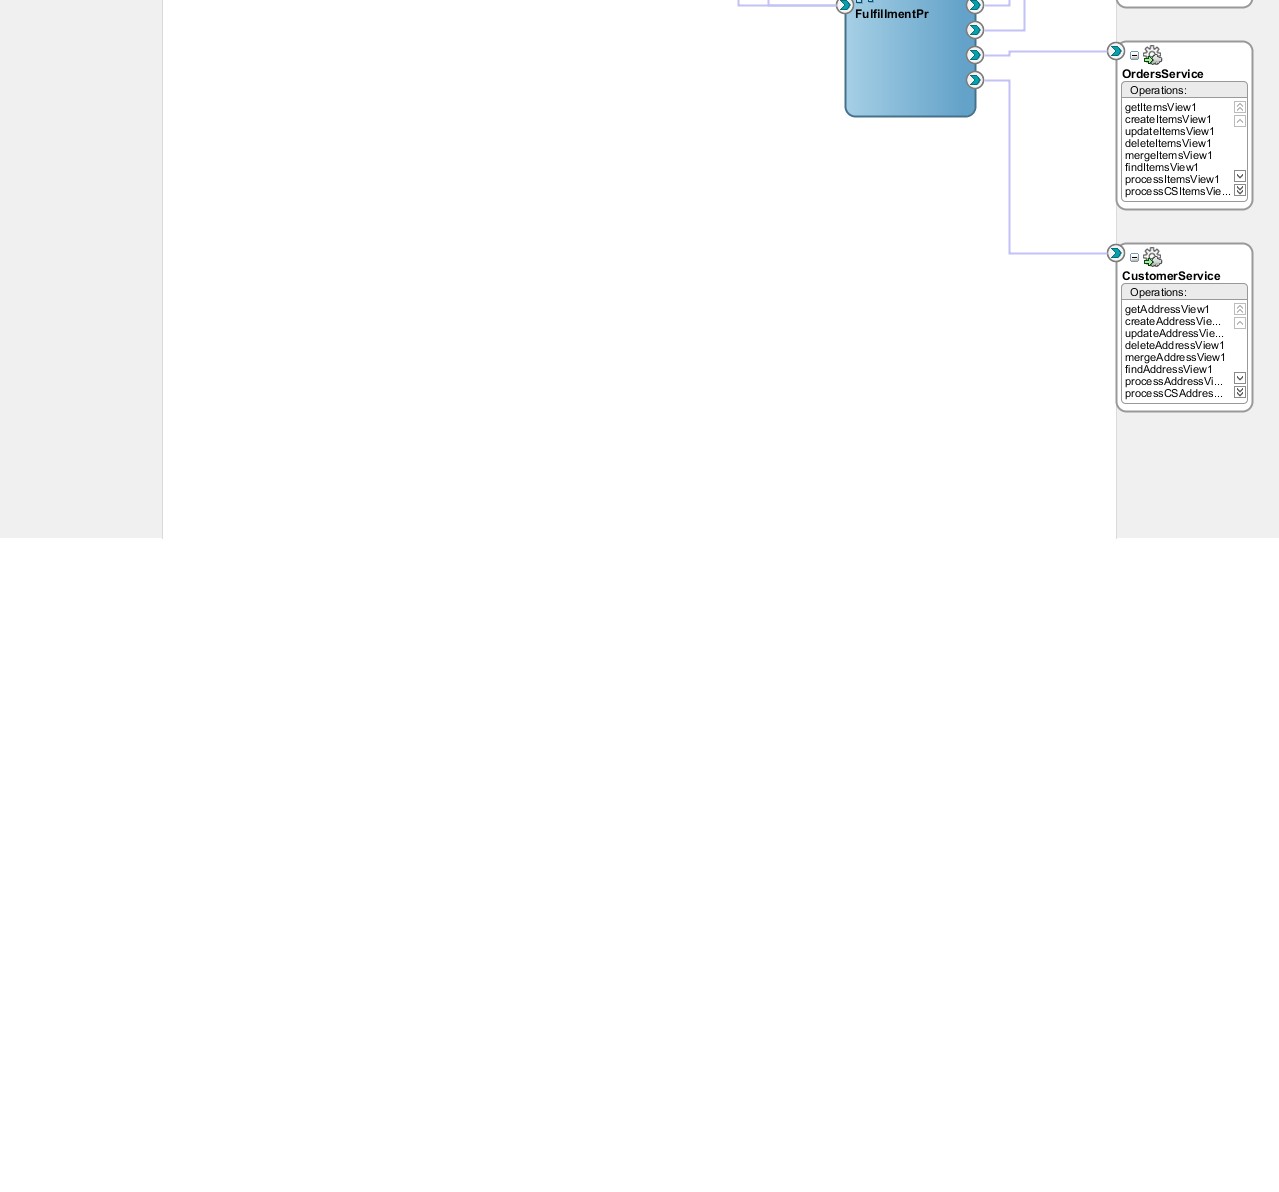 FulfillmentPr
OrdersService
Operations:
getItemsView1
createItemsView1
updateItemsView1
deleteItemsView1
mergeItemsView1
findItemsView1
processItemsView1
processCSItemsVie...
CustomerService
Operations:
getAddressView1
createAddressVie...
updateAddressVie...
deleteAddressView1
mergeAddressView1
findAddressView1
processAddressVi...
processCSAddres...